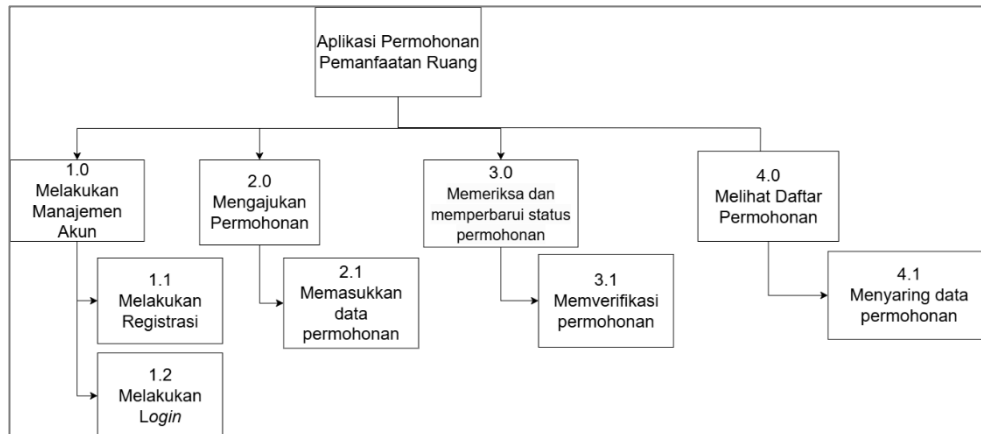 Aplikasi Permohonan
Pemanfaatan Ruang
1.0
Melakukan
Manajemen
Akun
2.0
Mengajukan
Permohonan
3.0
Memeriksa dan
memperbarui status
permohonan
4.0
Melihat Daftar
Permohonan
1.1
Melakukan
Registrasi
2.1
Memasukkan
data
permohonan
3.1
Memverifikasi
permohonan
4.1
Menyaring data
permohonan
1.2
Melakukan
Login